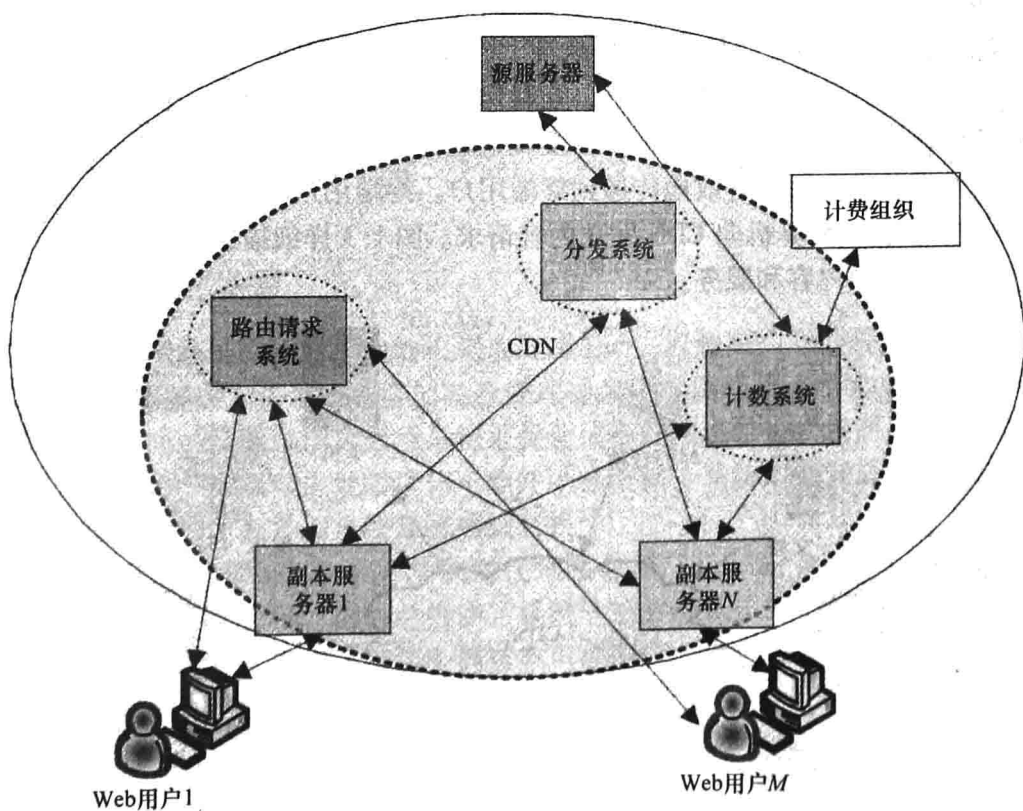 源服务器
计费组织
分发系统
路由请求
系统
CDN
计数系统
副本服
务器1
副本服
务器N
Web用户1
Web用户M